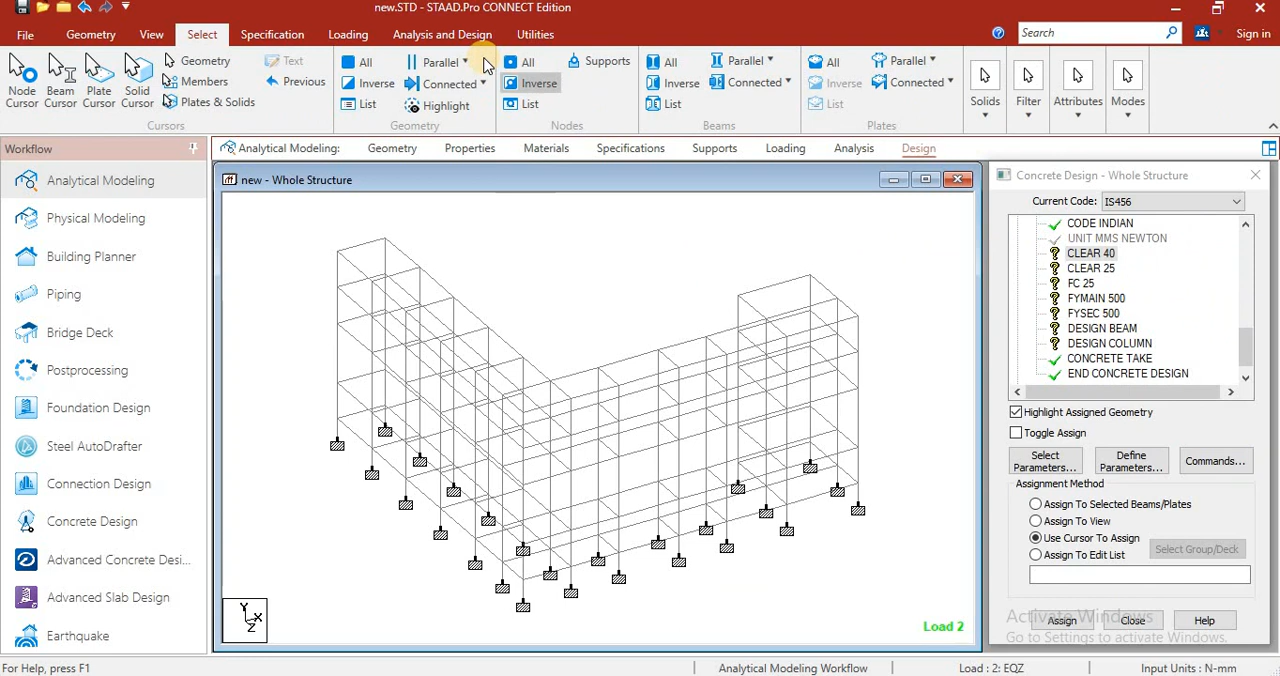 new.STD - STAAD.Pro CONNECT Edition
File Geometry View Select Specification Loading Analysis and Design Utilities Search Sign in
Node Cursor
Beam Cursor
Plate Cursor
Solid Cursor
Geometry
Members
Plates & Solids
Text
Previous
Cursors
All
Inverse
List
Parallel
Connected
Highlight
Geometry
All
Inverse
List
Supports
Nodes
All
Inverse
List
Parallel
Connected
Beams
All
Inverse
List
Parallel
Connected
Plates
Solids
Filter
Attributes
Modes
Workflow
Analytical Modeling
Physical Modeling
Building Planner
Piping
Bridge Deck
Postprocessing
Foundation Design
Steel AutoDrafter
Connection Design
Concrete Design
Advanced Concrete Desi...
Advanced Slab Design
Earthquake
Analytical Modeling: Geometry Properties Materials Specifications Supports Loading Analysis Design
new - Whole Structure
Y
X
Z
Load 2
Concrete Design - Whole Structure
Current Code: IS456
CODE INDIAN
UNIT MMS NEWTON
CLEAR 40
CLEAR 25
FC 25
FYMAIN 500
FYSEC 500
DESIGN BEAM
DESIGN COLUMN
CONCRETE TAKE
END CONCRETE DESIGN
Highlight Assigned Geometry
Toggle Assign
Select Parameters...
Define Parameters...
Commands...
Assignment Method
Assign To Selected Beams/Plates
Assign To View
Use Cursor To Assign
Assign To Edit List
Select Group/Deck
Activate Windows
Assign Close Help
Go to Settings to activate Windows.
For Help, press F1
Analytical Modeling Workflow
Load : 2: EQZ
Input Units : N-mm